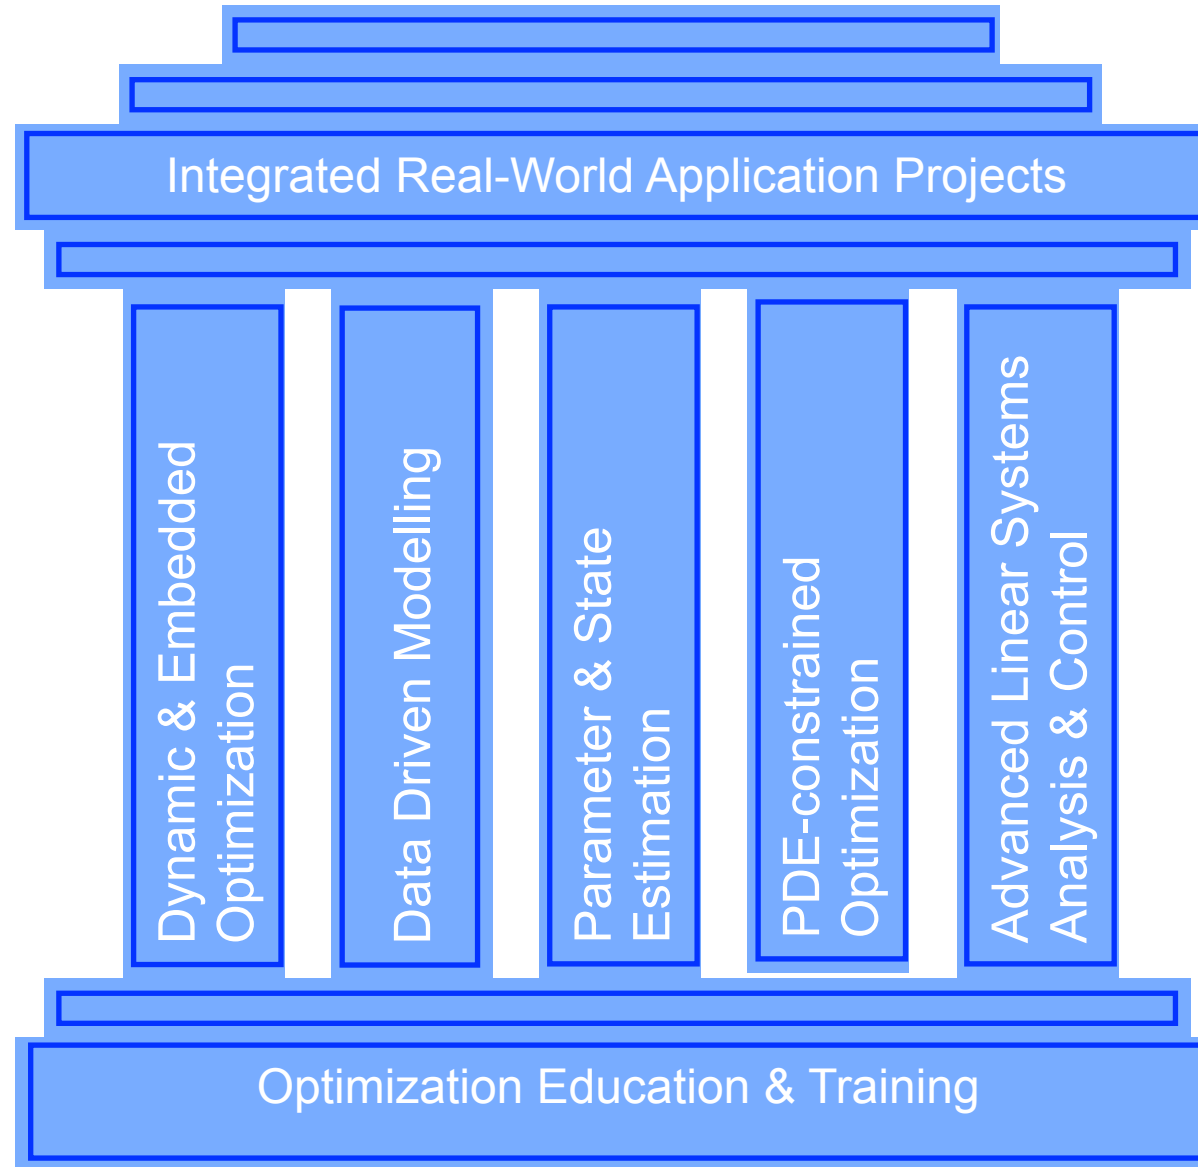 Integrated Real-World Application Projects
Dynamic & Embedded
Optimization
Data Driven Modelling
Parameter & State
Estimation
PDE-constrained
Optimization
Advanced Linear Systems
Analysis & Control
Optimization Education & Training